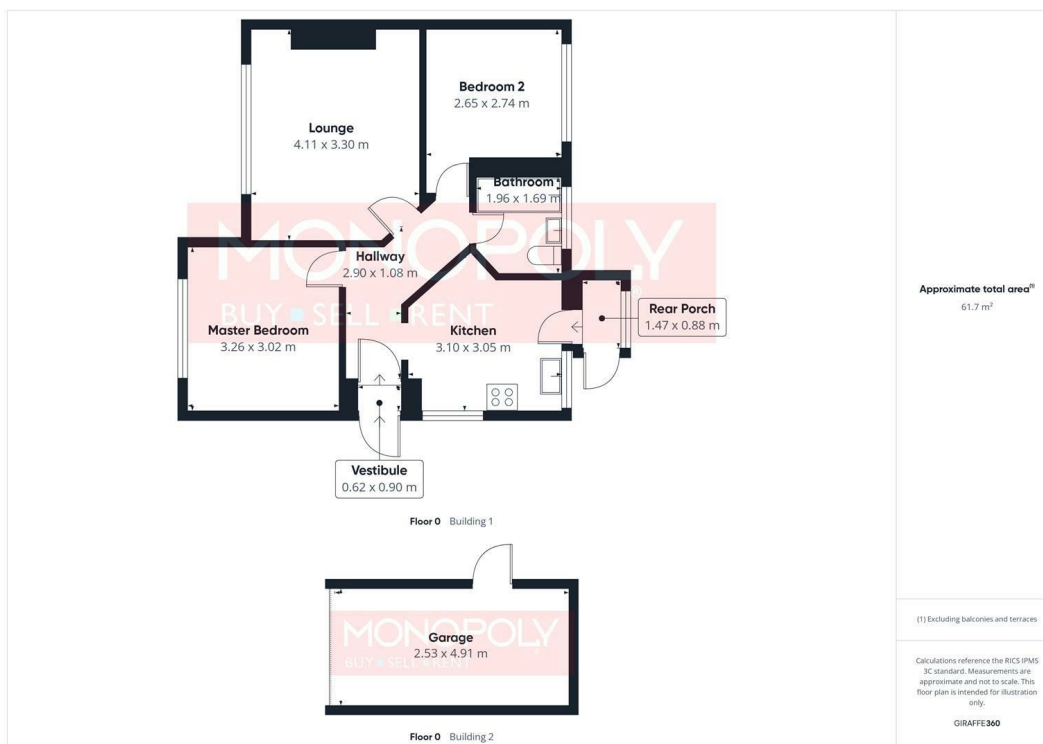 Lounge
4.11 x 3.30 m
Bedroom 2
2.65 x 2.74 m
Bathroom
1.96 x 1.69 m
MONOPOLY
BUY ■ SELL ■ RENT
®
Hallway
2.90 x 1.08 m
Master Bedroom
3.26 x 3.02 m
Kitchen
3.10 x 3.05 m
Rear Porch
1.47 x 0.88 m
Vestibule
0.62 x 0.90 m
Floor 0 Building 1
MONOPOLY
BUY ■ SELL ■ RENT
®
Garage
2.53 x 4.91 m
Floor 0 Building 2
Approximate total area⁽¹⁾
61.7 m²
(1) Excluding balconies and terraces
Calculations reference the RICS IPMS
3C standard. Measurements are
approximate and not to scale. This
floor plan is intended for illustration
only.
GIRAFFE360